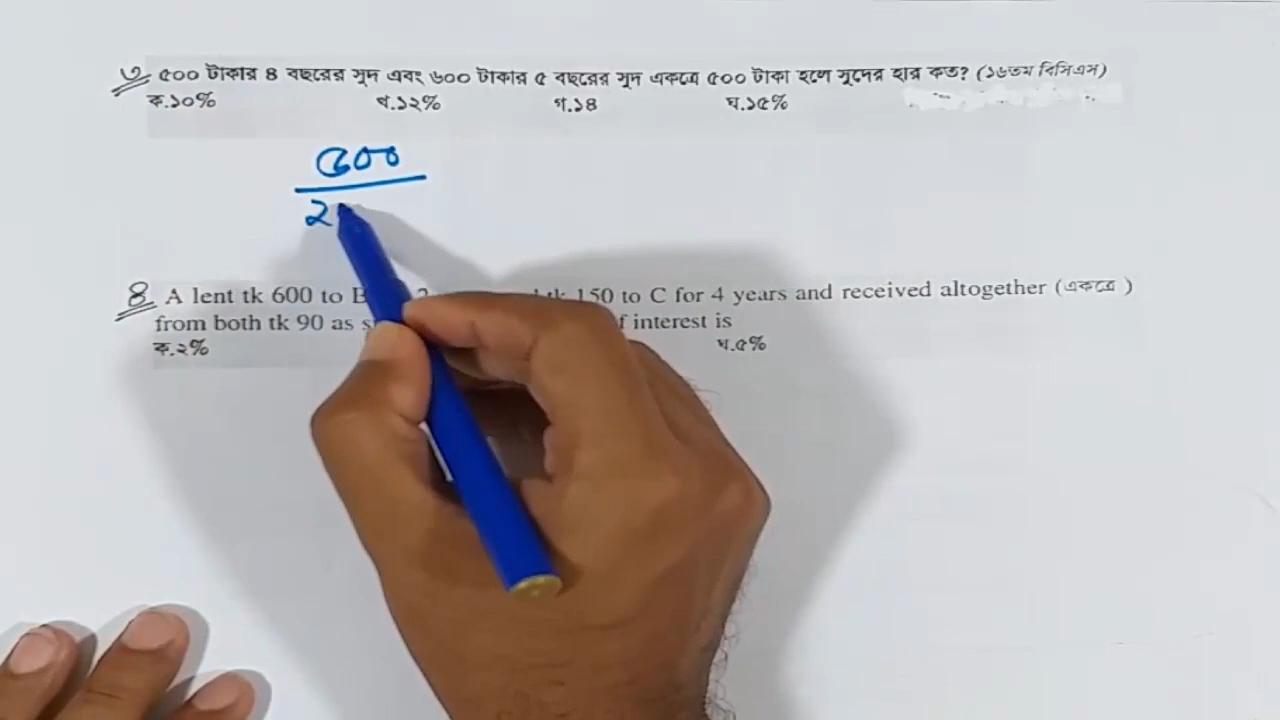 ৩. ৫০০ টাকার ৪ বছরের সুদ এবং ৬০০ টাকার ৫ বছরের সুদ একত্রে ৫০০ টাকা হলে সুদের হার কত? (১৬তম বিসিএস)
ক.১০% খ.১২% গ.১৪ ঘ.১৫%
৫০০
২
৪. A lent tk 600 to B 150 to C for 4 years and received altogether (একত্রে )
from both tk 90 as interest is
ক.২% ঘ.৫%